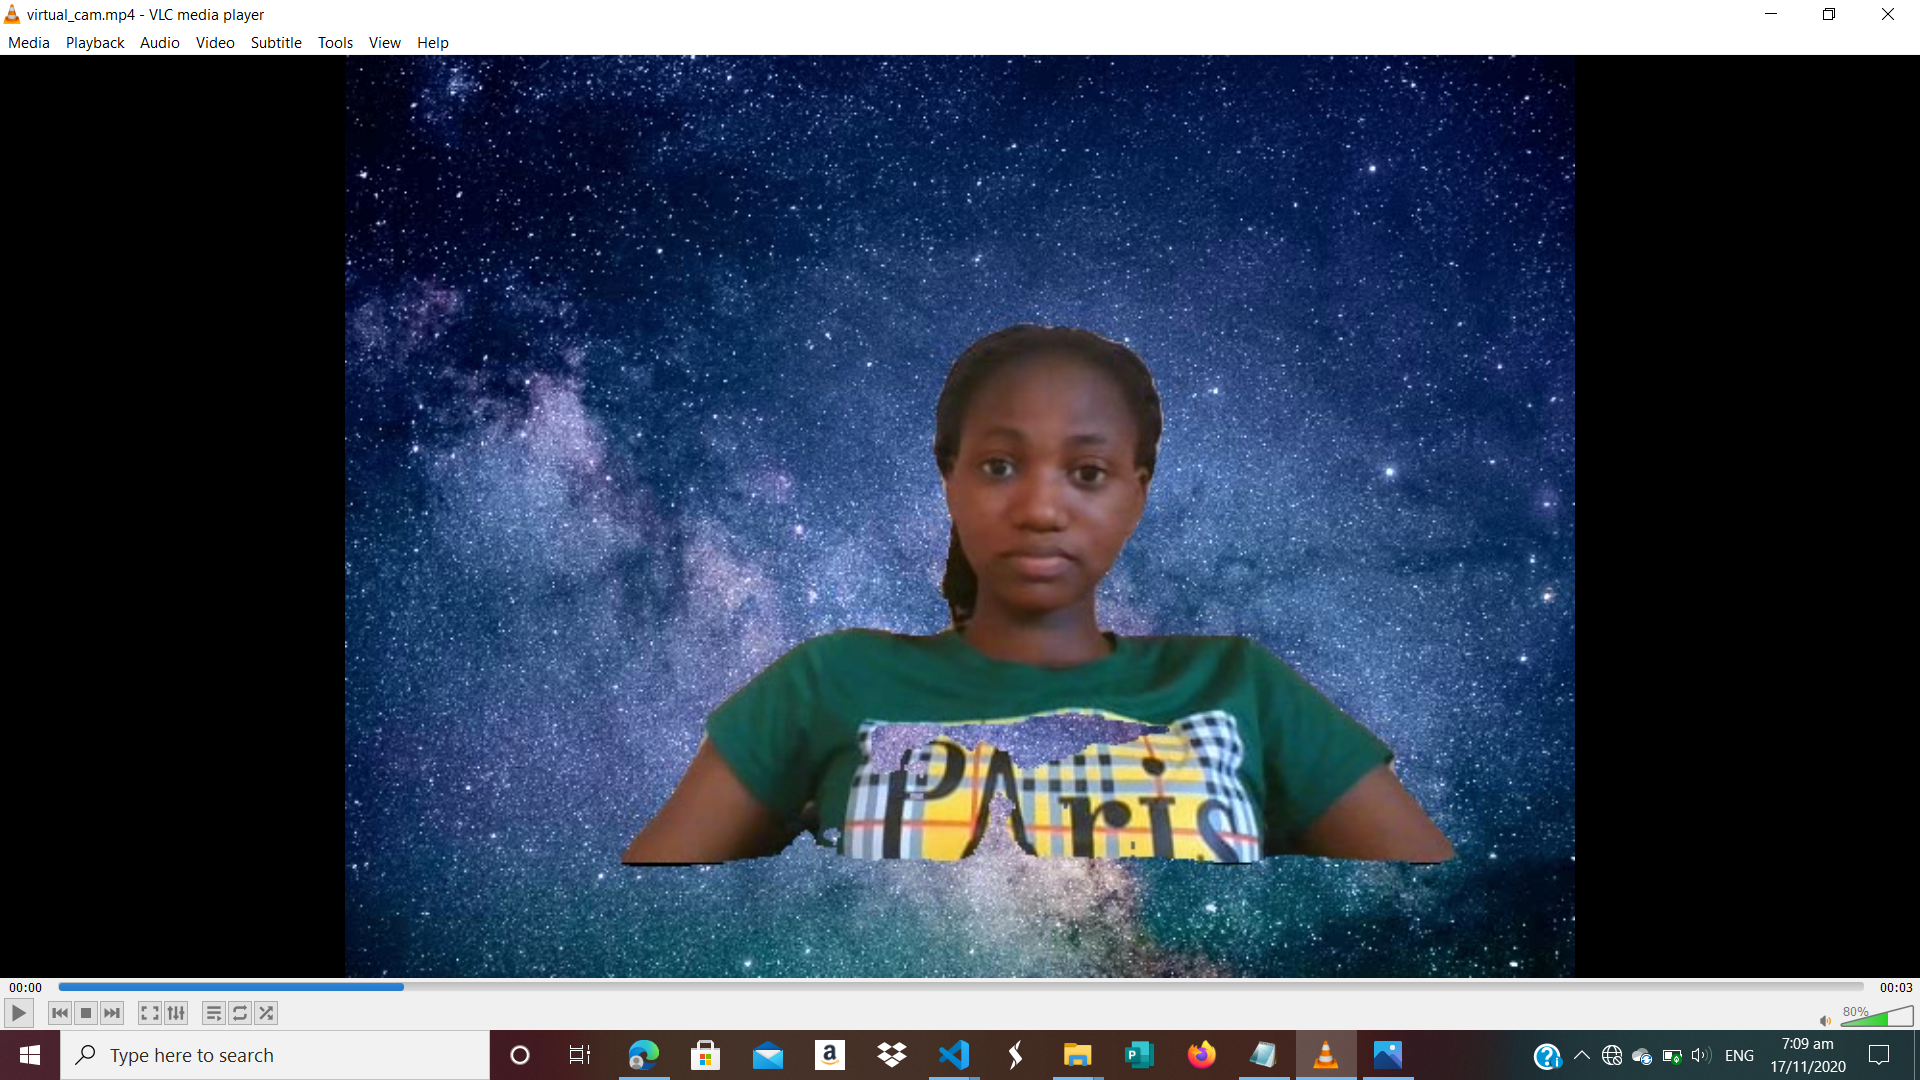 virtual_cam.mp4 - VLC media player
Media Playback Audio Video Subtitle Tools View Help
PAris
00:00
00:03
80%
Type here to search
a
P
ENG
7:09 am
17/11/2020